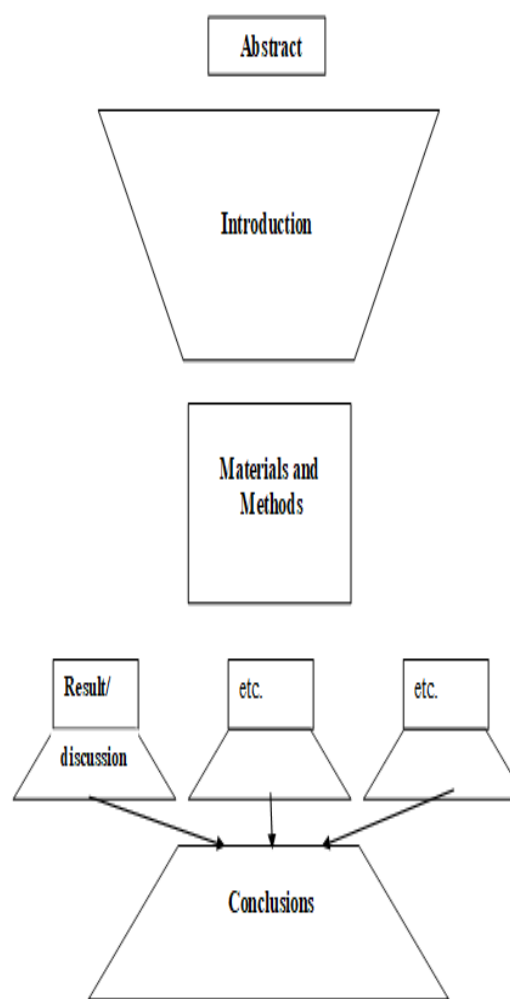 Abstract
Introduction
Materials and
Methods
Result/
discussion
etc.
etc.
Conclusions